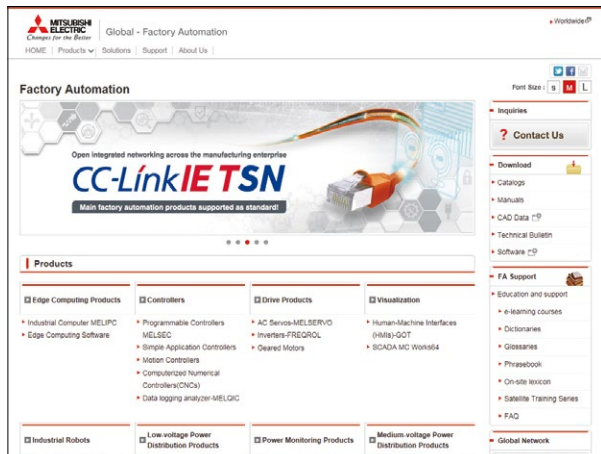 MITSUBISHI
ELECTRIC
Changes for the Better
Global - Factory Automation
Worldwide
HOME
Products
Solutions
Support
About Us
Factory Automation
Font Size :
S
M
L
Open integrated networking across the manufacturing enterprise
CC-Link IE TSN
Main factory automation products supported as standard!
Products
Edge Computing Products
Industrial Computer MELIPC
Edge Computing Software
Controllers
Programmable Controllers
MELSEC
Simple Application Controllers
Motion Controllers
Computerized Numerical
Controllers(CNCs)
Data logging analyzer-MELQIC
Drive Products
AC Servos-MELSERVO
Inverters-FREQROL
Geared Motors
Visualization
Human-Machine Interfaces
(HMIs)-GOT
SCADA MC Works64
Industrial Robots
Low-voltage Power
Distribution Products
Power Monitoring Products
Medium-voltage Power
Distribution Products
Inquiries
? Contact Us
Download
Catalogs
Manuals
CAD Data
Technical Bulletin
Software
FA Support
Education and support
e-learning courses
Dictionaries
Glossaries
Phrasebook
On-site lexicon
Satellite Training Series
FAQ
Global Network